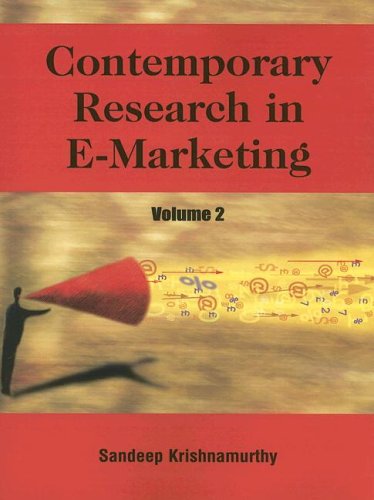 Contemporary
Research in
E-Marketing
Volume 2
Sandeep Krishnamurthy